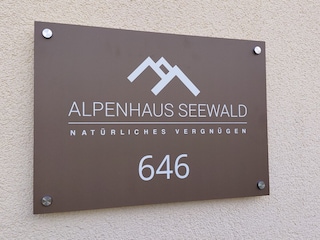 ALPENHAUS SEEWALD
NATÜRLICHES VERGNÜGEN
646